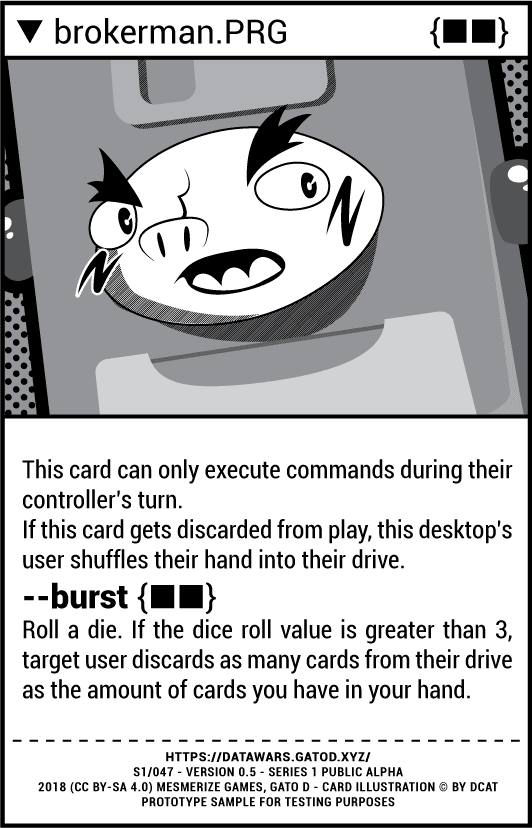 ▼ brokerman.PRG {■■}
This card can only execute commands during their
controller's turn.
If this card gets discarded from play, this desktop's
user shuffles their hand into their drive.
--burst {■■}
Roll a die. If the dice roll value is greater than 3,
target user discards as many cards from their drive
as the amount of cards you have in your hand.
HTTPS://DATAWARS.GATOD.XYZ/
S1/047 - VERSION 0.5 - SERIES 1 PUBLIC ALPHA
2018 (CC BY-SA 4.0) MESMERIZE GAMES, GATO D - CARD ILLUSTRATION © BY DCAT
PROTOTYPE SAMPLE FOR TESTING PURPOSES